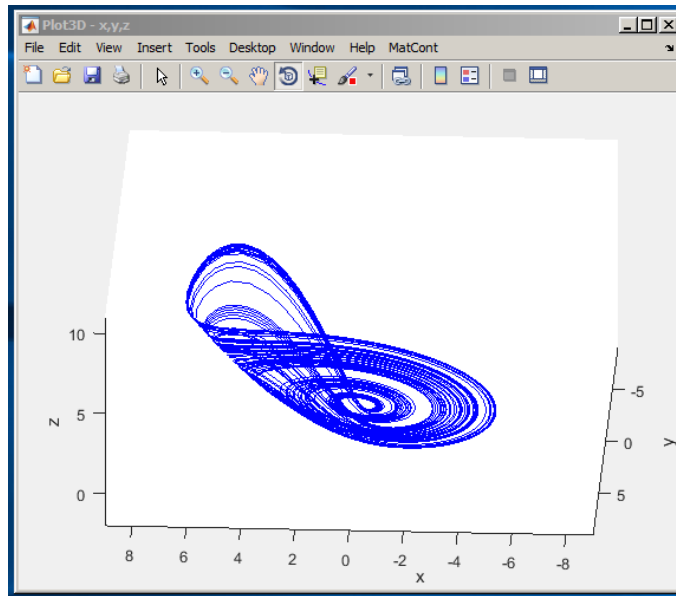 Plot3D - x,y,z
File Edit View Insert Tools Desktop Window Help MatCont
10
5
0
z
8 6 4 2 0 -2 -4 -6 -8
x
-5
0
5
y